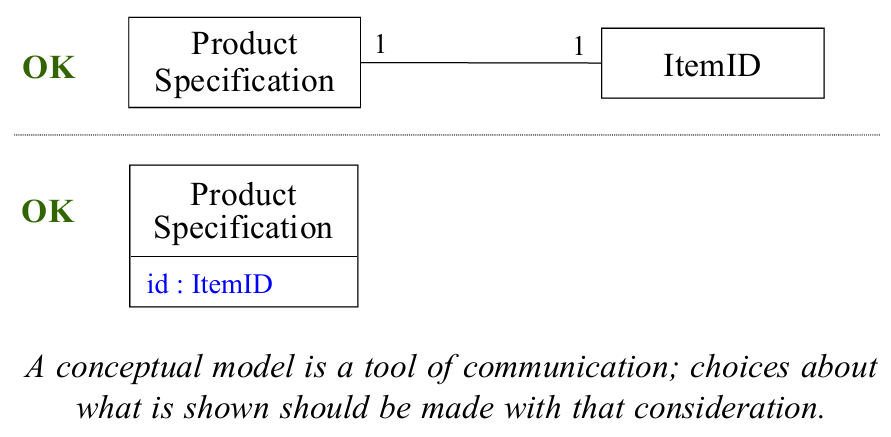 Product
Specification
1
1
ItemID
OK
Product
Specification
OK
id : ItemID
A conceptual model is a tool of communication; choices about
what is shown should be made with that consideration.